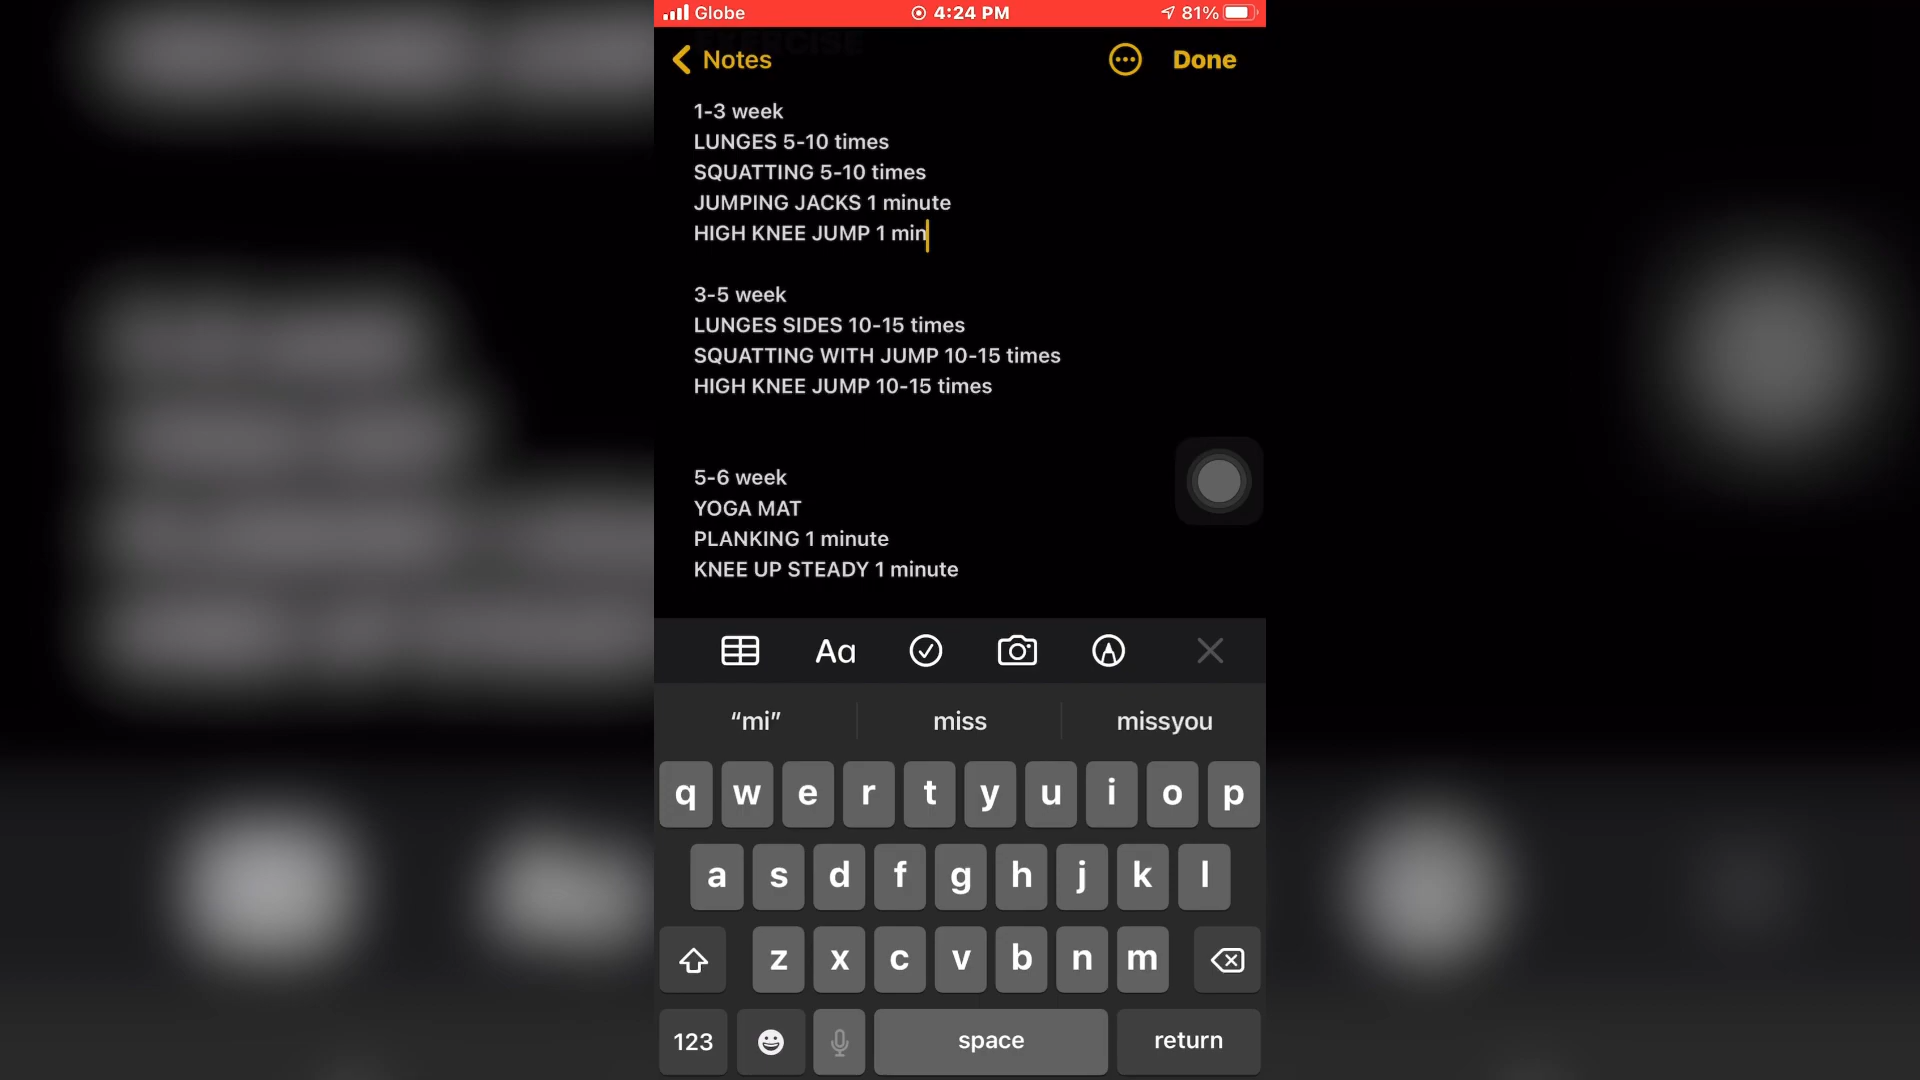 Globe 4:24 PM 81%
EXERCISE
Notes Done
1-3 week
LUNGES 5-10 times
SQUATTING 5-10 times
JUMPING JACKS 1 minute
HIGH KNEE JUMP 1 min
3-5 week
LUNGES SIDES 10-15 times
SQUATTING WITH JUMP 10-15 times
HIGH KNEE JUMP 10-15 times
5-6 week
YOGA MAT
PLANKING 1 minute
KNEE UP STEADY 1 minute
Aa
“mi” miss missyou
q w e r t y u i o p
a s d f g h j k l
z x c v b n m
123 space return